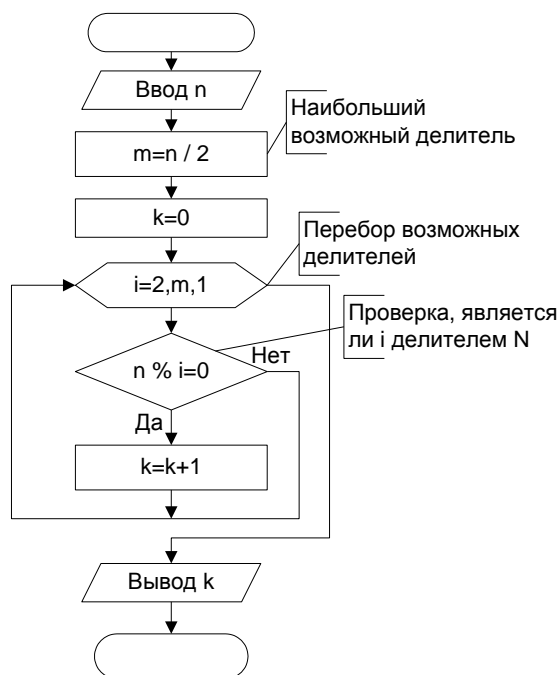 Ввод n
Наибольший
возможный делитель
m=n / 2
k=0
Перебор возможных
делителей
i=2,m,1
Проверка, является
ли i делителем N
Нет
n % i=0
Да
k=k+1
Вывод k